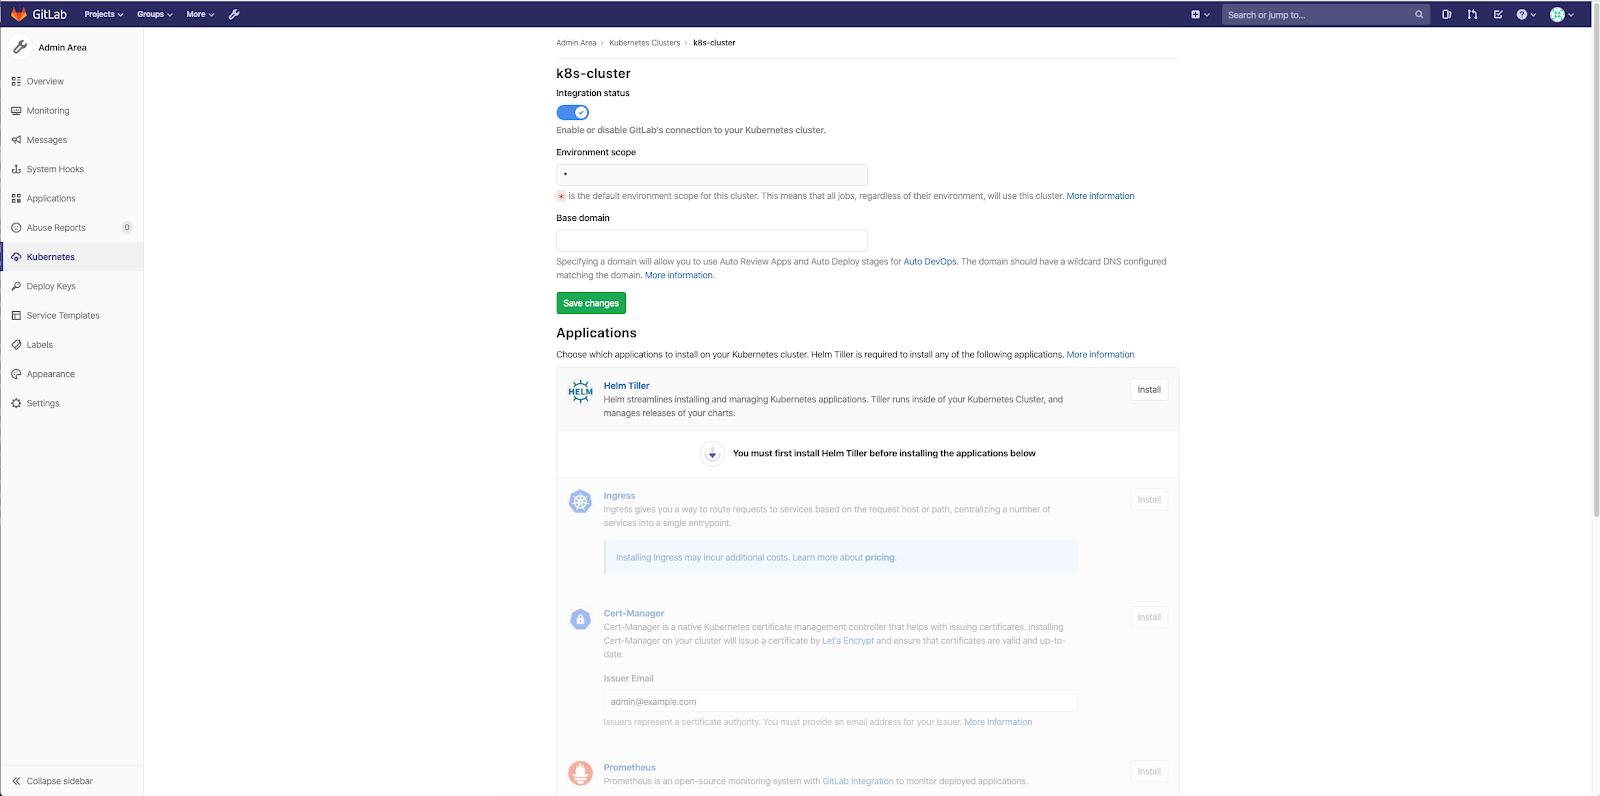 GitLab
Projects
Groups
More
Search or jump to...
Admin Area
Overview
Monitoring
Messages
System Hooks
Applications
Abuse Reports 0
Kubernetes
Deploy Keys
Service Templates
Labels
Appearance
Settings
Collapse sidebar
Admin Area › Kubernetes Clusters › k8s-cluster
k8s-cluster
Integration status
Enable or disable GitLab's connection to your Kubernetes cluster.
Environment scope
*
* is the default environment scope for this cluster. This means that all jobs, regardless of their environment, will use this cluster. More information
Base domain
Specifying a domain will allow you to use Auto Review Apps and Auto Deploy stages for Auto DevOps. The domain should have a wildcard DNS configured
matching the domain. More information.
Save changes
Applications
Choose which applications to install on your Kubernetes cluster. Helm Tiller is required to install any of the following applications. More information
HELM
Helm Tiller
Install
Helm streamlines installing and managing Kubernetes applications. Tiller runs inside of your Kubernetes Cluster, and
manages releases of your charts.
You must first install Helm Tiller before installing the applications below
Ingress
Install
Ingress gives you a way to route requests to services based on the request host or path, centralizing a number of
services into a single entrypoint.
Installing Ingress may incur additional costs. Learn more about pricing.
Cert-Manager
Install
Cert-Manager is a native Kubernetes certificate management controller that helps with issuing certificates. Installing
Cert-Manager on your cluster will issue a certificate by Let's Encrypt and ensure that certificates are valid and up-to-
date.
Issuer Email
admin@example.com
Issuers represent a certificate authority. You must provide an email address for your Issuer. More information
Prometheus
Install
Prometheus is an open-source monitoring system with GitLab Integration to monitor deployed applications.